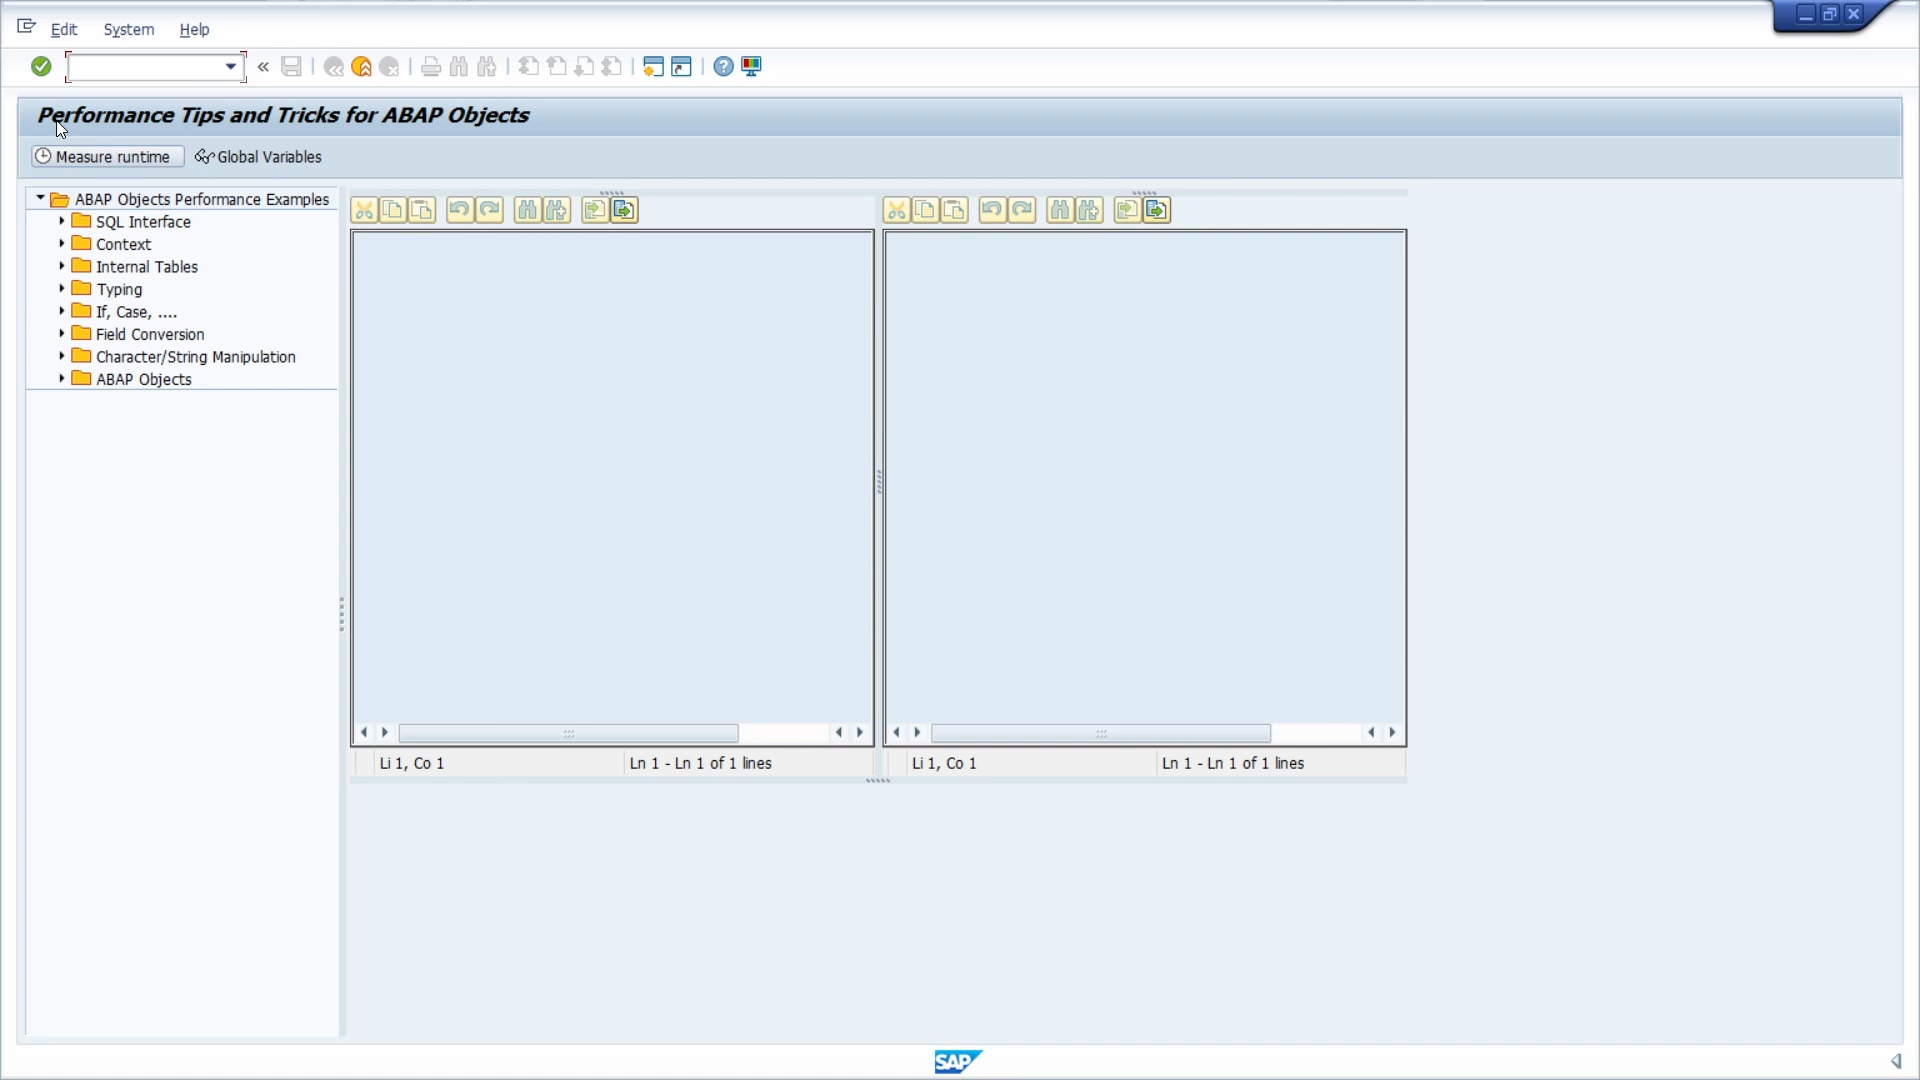 Edit System Help
Performance Tips and Tricks for ABAP Objects
Measure runtime Global Variables
ABAP Objects Performance Examples
SQL Interface
Context
Internal Tables
Typing
If, Case, ....
Field Conversion
Character/String Manipulation
ABAP Objects
Li 1, Co 1 Ln 1 - Ln 1 of 1 lines Li 1, Co 1 Ln 1 - Ln 1 of 1 lines
SAP